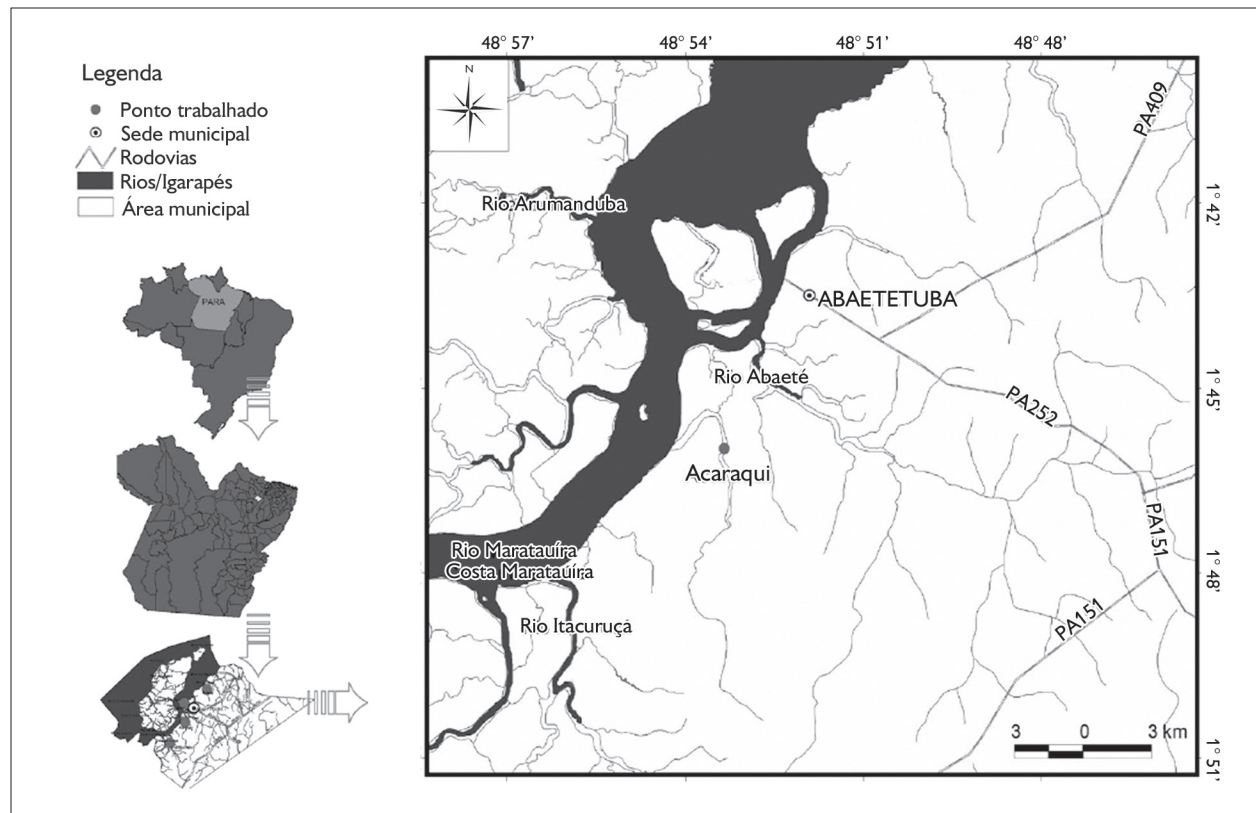 Legenda
Ponto trabalhado
Sede municipal
Rodovias
Rios/Igarapés
Área municipal
PARA
48° 57'
48° 54'
48° 51'
48° 48'
N
PA409
Rio Arumanduba
1° 42'
ABAETETUBA
Rio Abaeté
1° 45'
PA252
Acaraqui
PA151
Rio Maratauíra
Costa Maratauíra
1° 48'
Rio Itacuruçá
PA151
3 0 3 km
1° 51'